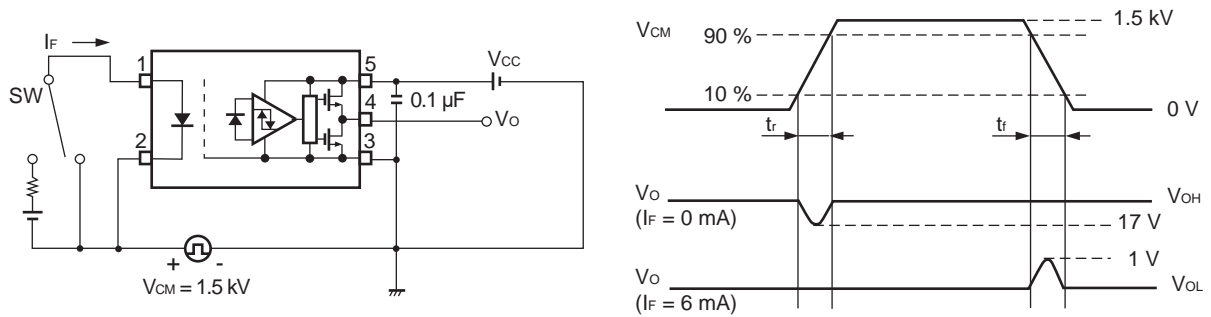 IF
SW
1
2
5
4
3
VCC
0.1 µF
VO
+ -
VCM = 1.5 kV
VCM
90 %
10 %
1.5 kV
0 V
tr
tf
VO
(IF = 0 mA)
VOH
17 V
1 V
VO
(IF = 6 mA)
VOL